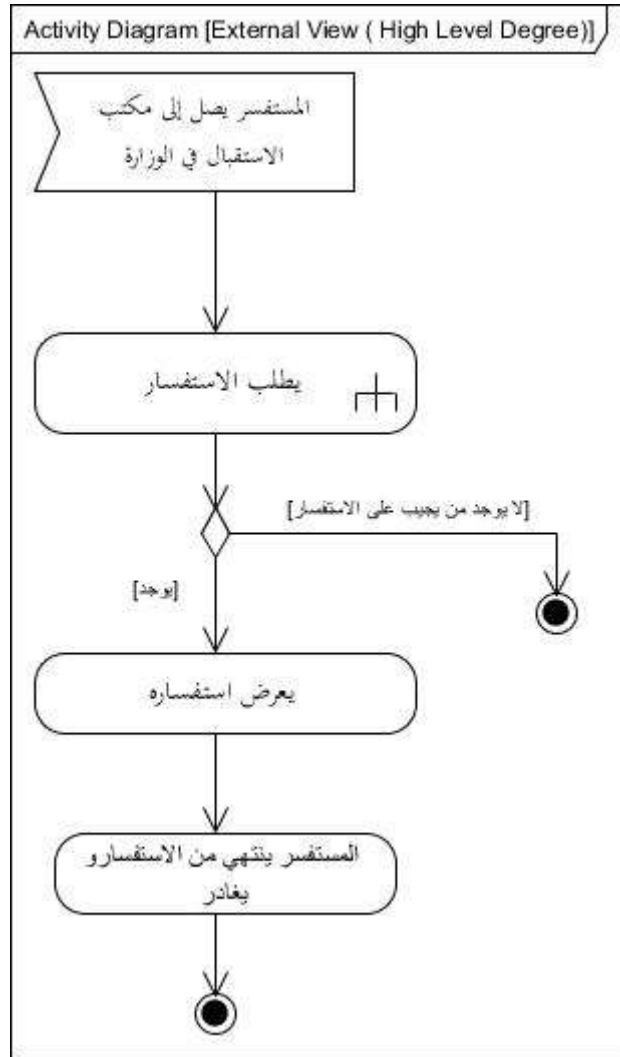 Activity Diagram [External View ( High Level Degree)]
المستفسر يصل إلى مكتب
الاستقبال في الوزارة
يطلب الاستفسار
[لا يوجد من يجيب على الاستفسار]
[يوجد]
يعرض استفساره
المستفسر ينتهي من الاستفسارو
يغادر